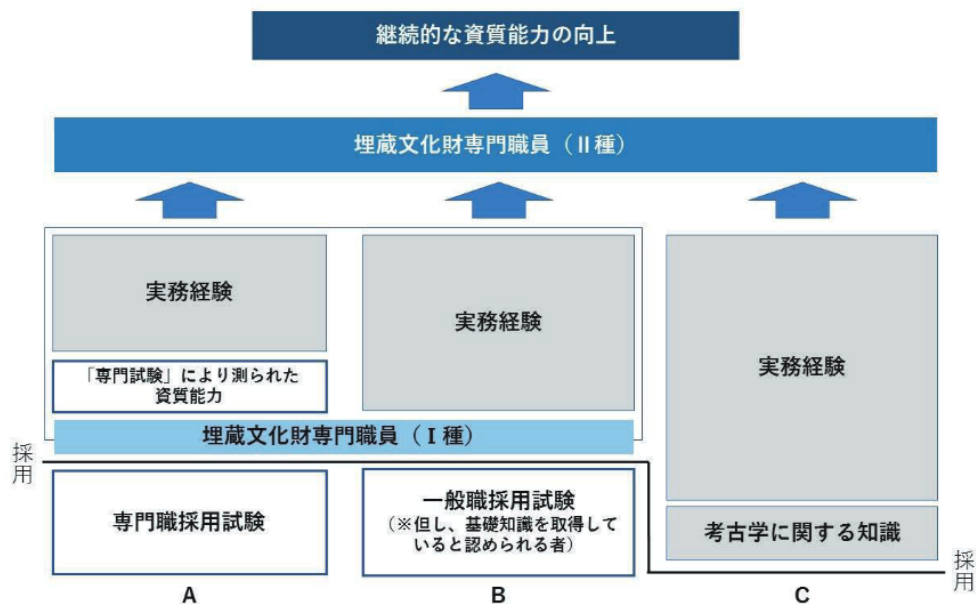 継続的な資質能力の向上
埋蔵文化財専門職員（Ⅱ種）
実務経験
実務経験
実務経験
「専門試験」により測られた
資質能力
埋蔵文化財専門職員（Ⅰ種）
採用
専門職採用試験
一般職採用試験
（※但し、基礎知識を取得して
いると認められる者）
考古学に関する知識
採用
A
B
C